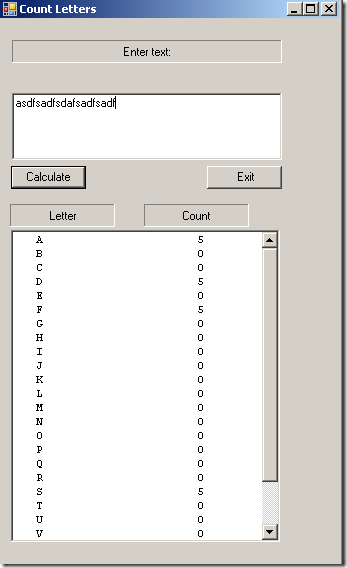 Count Letters
Enter text:
asdfsadfsdafsadfsadf
Calculate Exit
Letter Count
A 5
B 0
C 0
D 5
E 0
F 5
G 0
H 0
I 0
J 0
K 0
L 0
M 0
N 0
O 0
P 0
Q 0
R 0
S 5
T 0
U 0
V 0